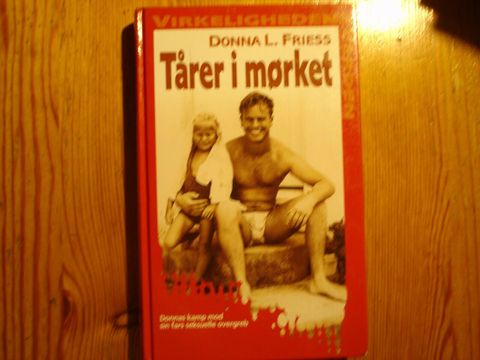 VIRKELIGHEDEN
DONNA L. FRIESS
Tårer i mørket
Donnas kamp mod
sin fars seksuelle overgreb